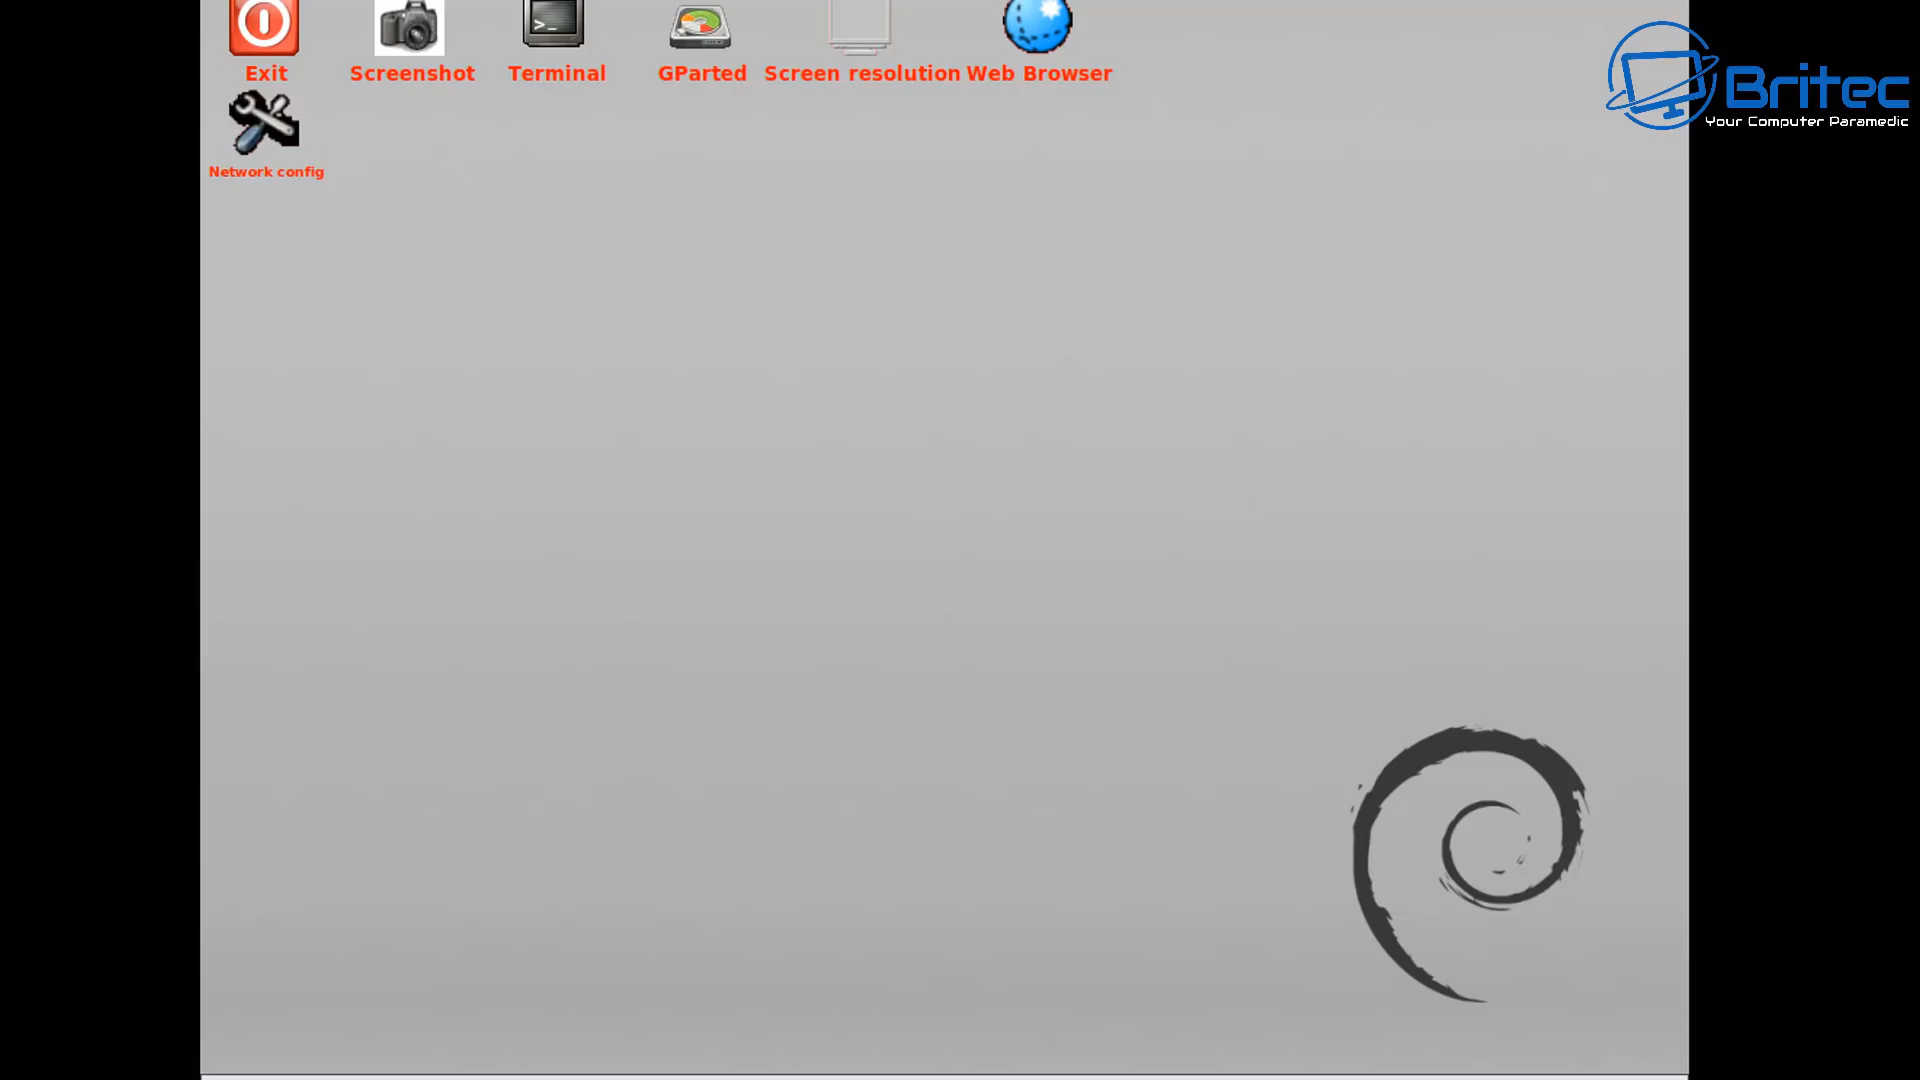 Exit
Screenshot
Terminal
GParted
Screen resolution
Web Browser
Network config
>_
Britec
Your Computer Paramedic